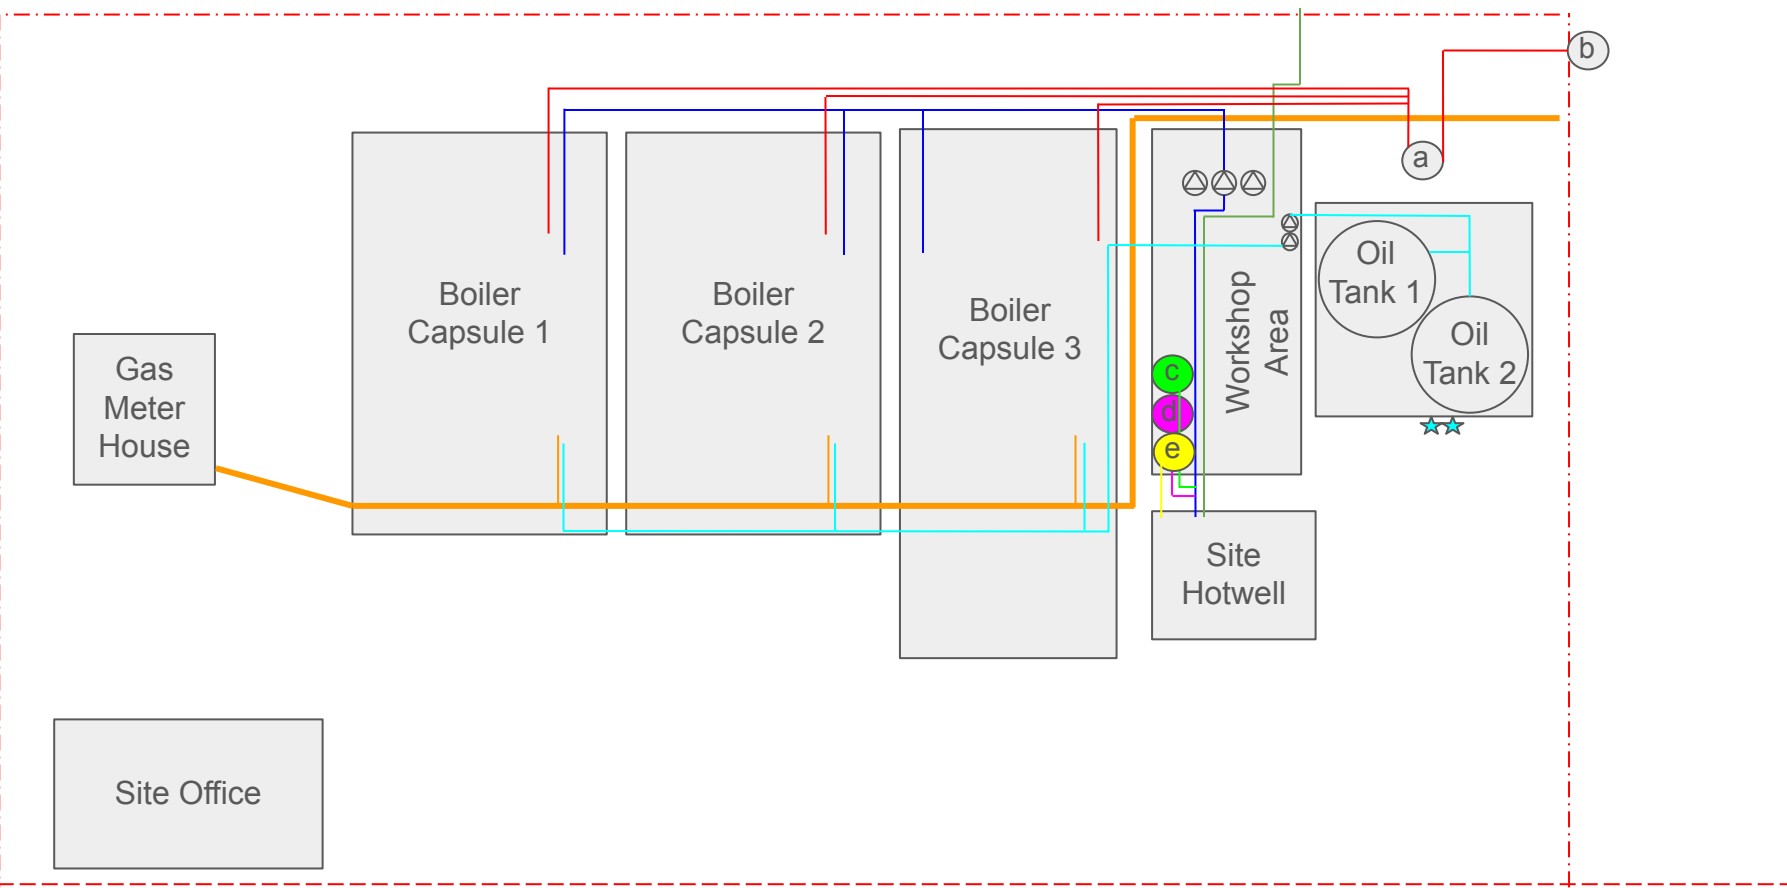 b
a
Oil
Tank 1
Boiler
Capsule 1
Boiler
Capsule 2
Boiler
Capsule 3
Workshop
Area
Oil
Tank 2
Gas
Meter
House
c
d
e
Site
Hotwell
Site Office